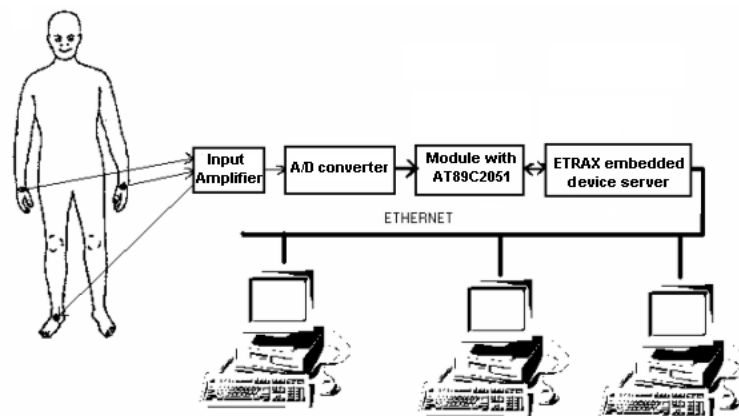 Input
Amplifier
A/D converter
Module with
AT89C2051
ETRAX embedded
device server
ETHERNET